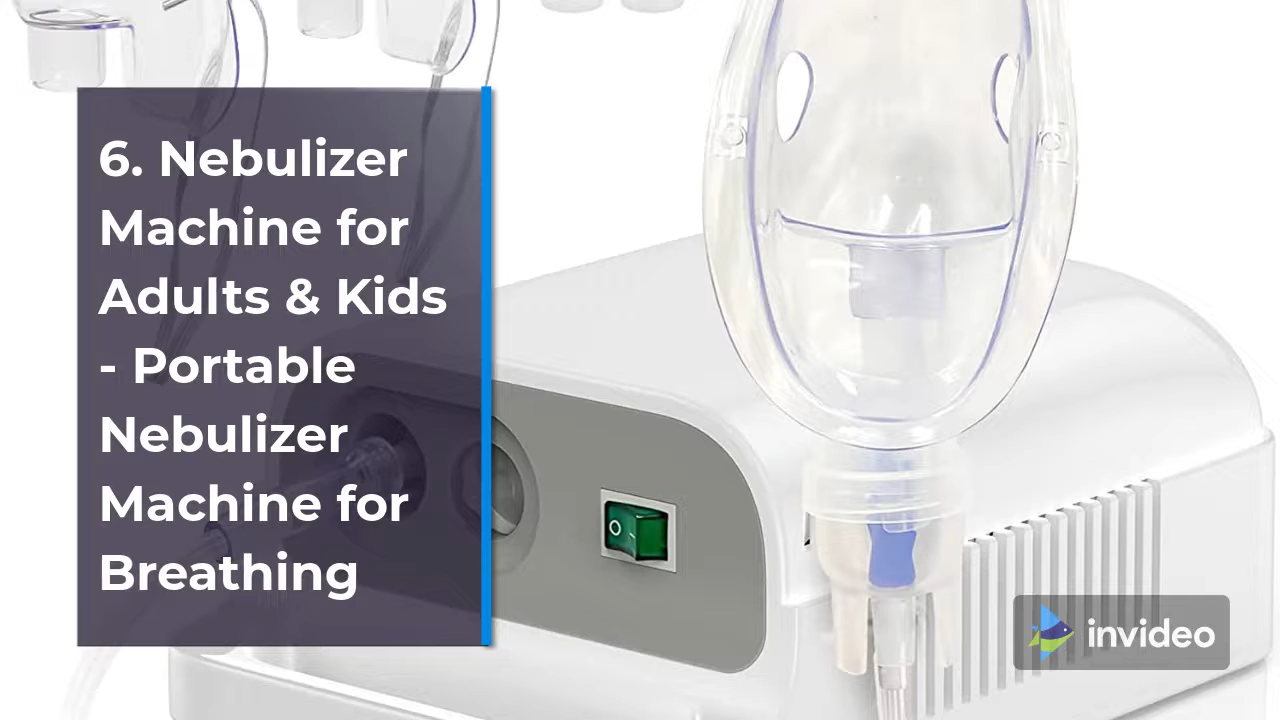 6. Nebulizer
Machine for
Adults & Kids
- Portable
Nebulizer
Machine for
Breathing
invideo